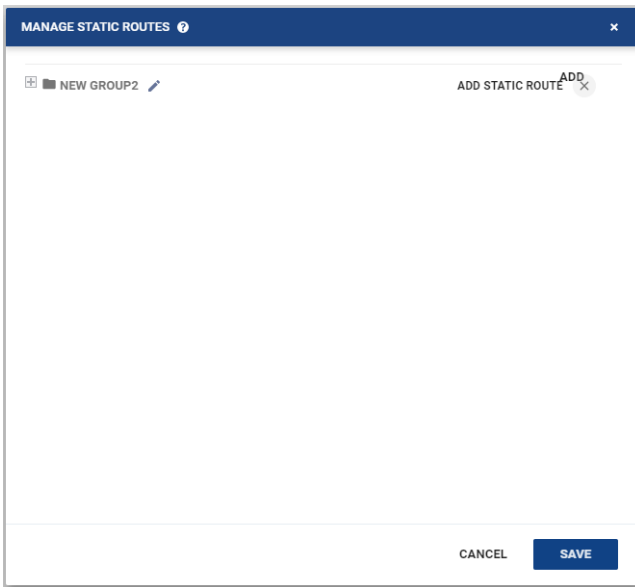 MANAGE STATIC ROUTES ? ×
ADD
NEW GROUP2 ADD STATIC ROUTE
CANCEL SAVE